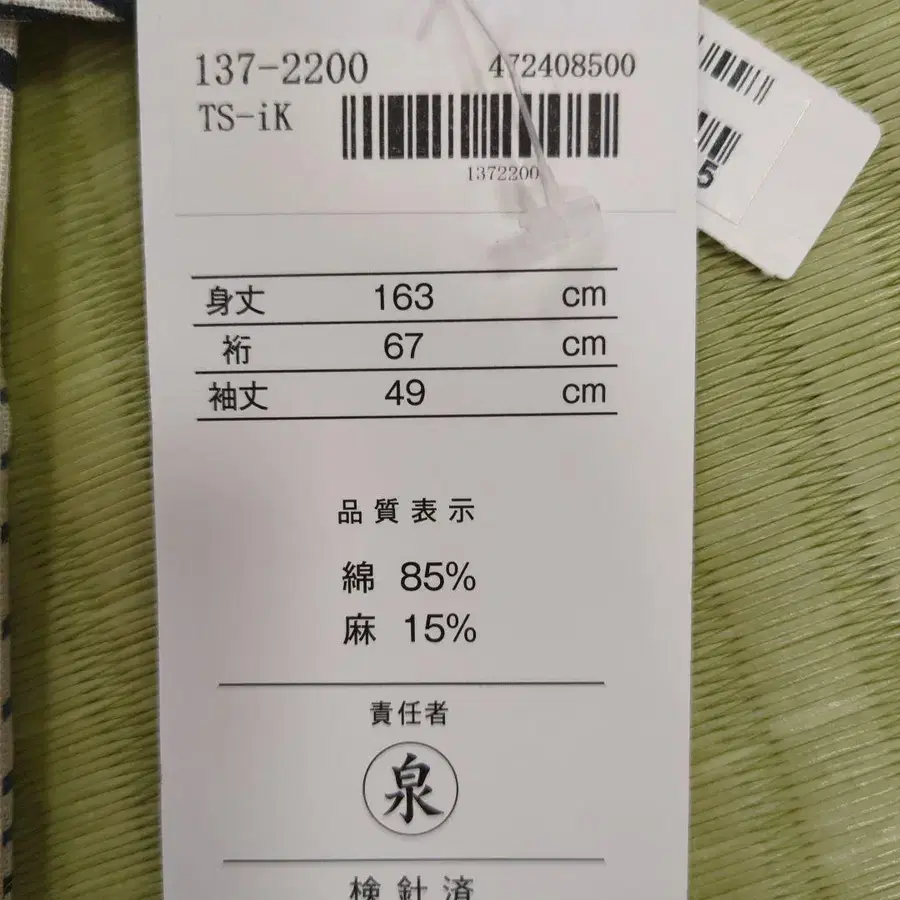 137-2200 472408500
TS-iK
1372200
5
身丈 163 cm
裄 67 cm
袖丈 49 cm
品質表示
綿 85%
麻 15%
責任者
泉
検針済